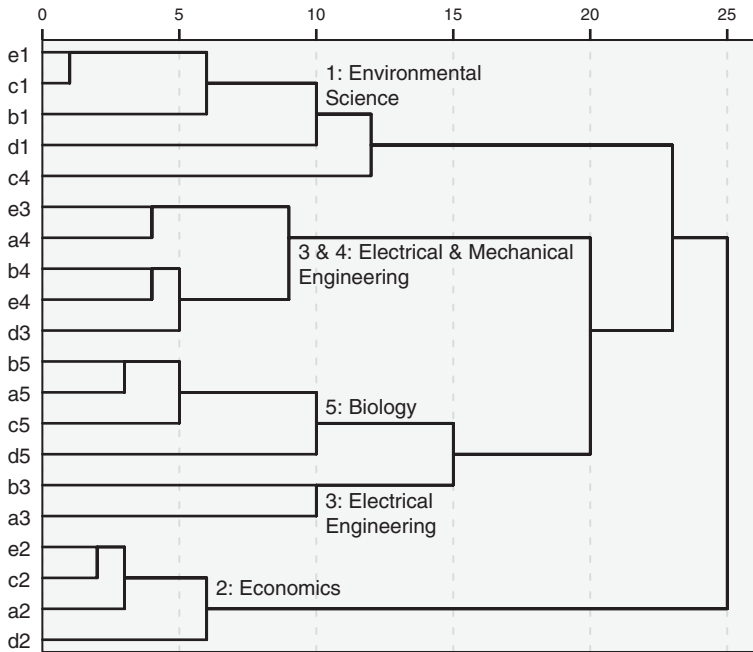 0 5 10 15 20 25
e1
c1
1: Environmental
Science
b1
d1
c4
e3
a4
3 & 4: Electrical & Mechanical
Engineering
b4
e4
d3
b5
a5
5: Biology
c5
d5
b3
3: Electrical
Engineering
a3
e2
c2
2: Economics
a2
d2